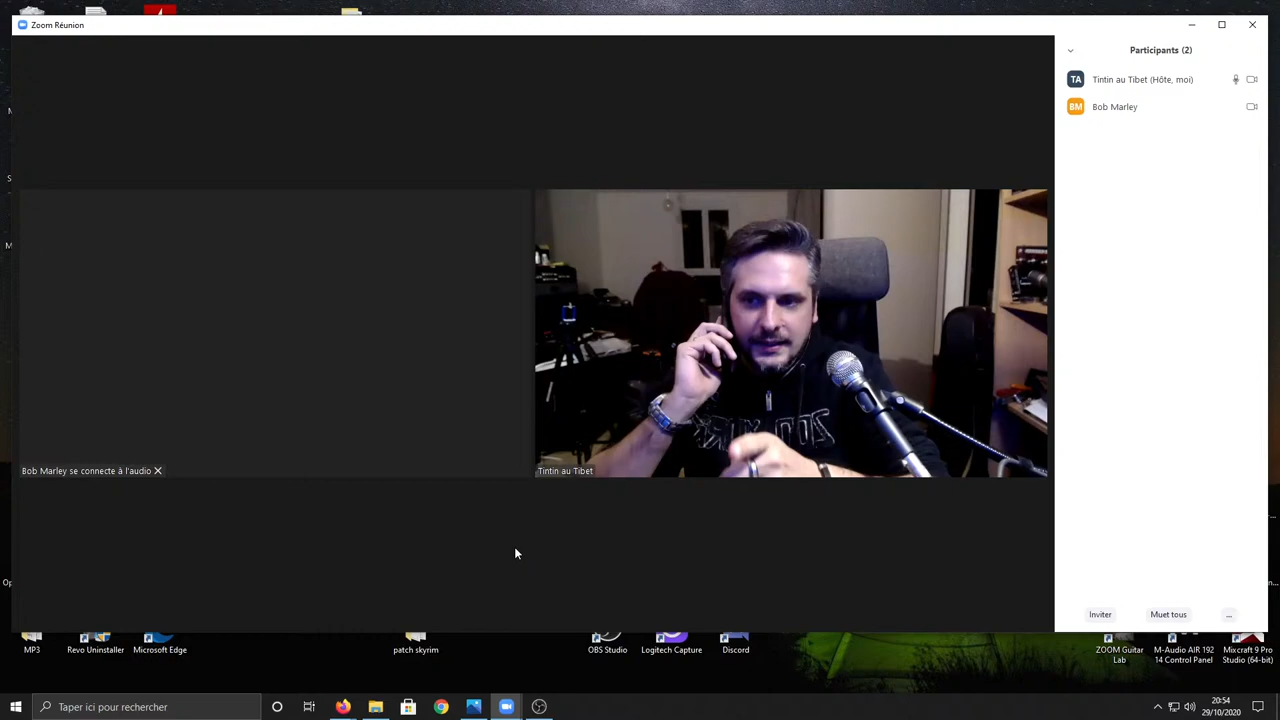 Zoom Réunion
Participants (2)
TA Tintin au Tibet (Hôte, moi)
BM Bob Marley
Bob Marley se connecte à l'audio
Tintin au Tibet
Inviter Muet tous ...
MP3 Revo Uninstaller Microsoft Edge patch skyrim OBS Studio Logitech Capture Discord ZOOM Guitar Lab M-Audio AIR 192 14 Control Panel Mixcraft 9 Pro Studio (64-bit)
Taper ici pour rechercher
20:54
29/10/2020